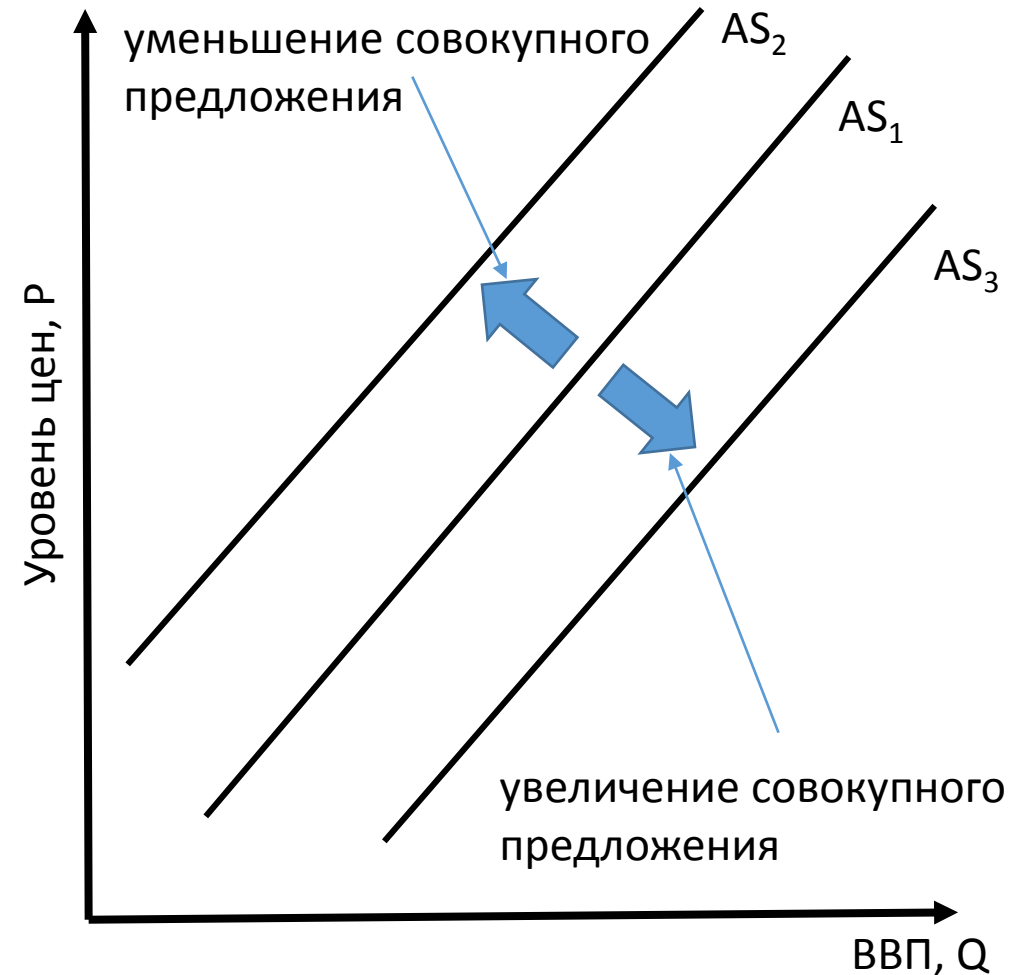 уменьшение совокупного
предложения
AS₂
AS₁
AS₃
Уровень цен, P
увеличение совокупного
предложения
ВВП, Q